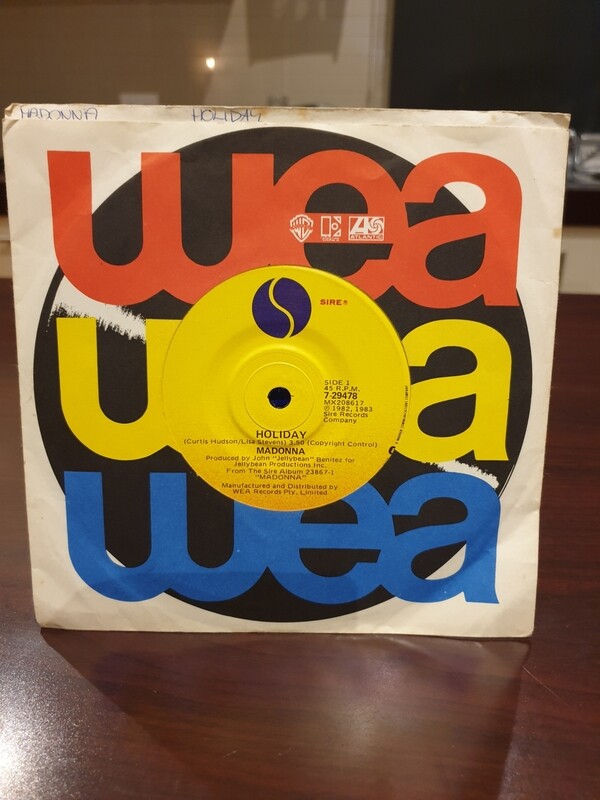 MADONNA HOLIDAY
wea
ATLANTIC
SIRE®
wea
SIDE 1
45 R.P.M.
7-29478
MX208617
℗ 1982, 1983
Sire Records
Company
HOLIDAY
(Curtis Hudson/Lisa Stevens) 3.50 (Copyright Control)
MADONNA
Produced by John "Jellybean" Benitez for
Jellybean Productions Inc.
From The Sire Album 23867-1
"MADONNA"
Manufactured and Distributed by
WEA Records Pty. Limited
wea